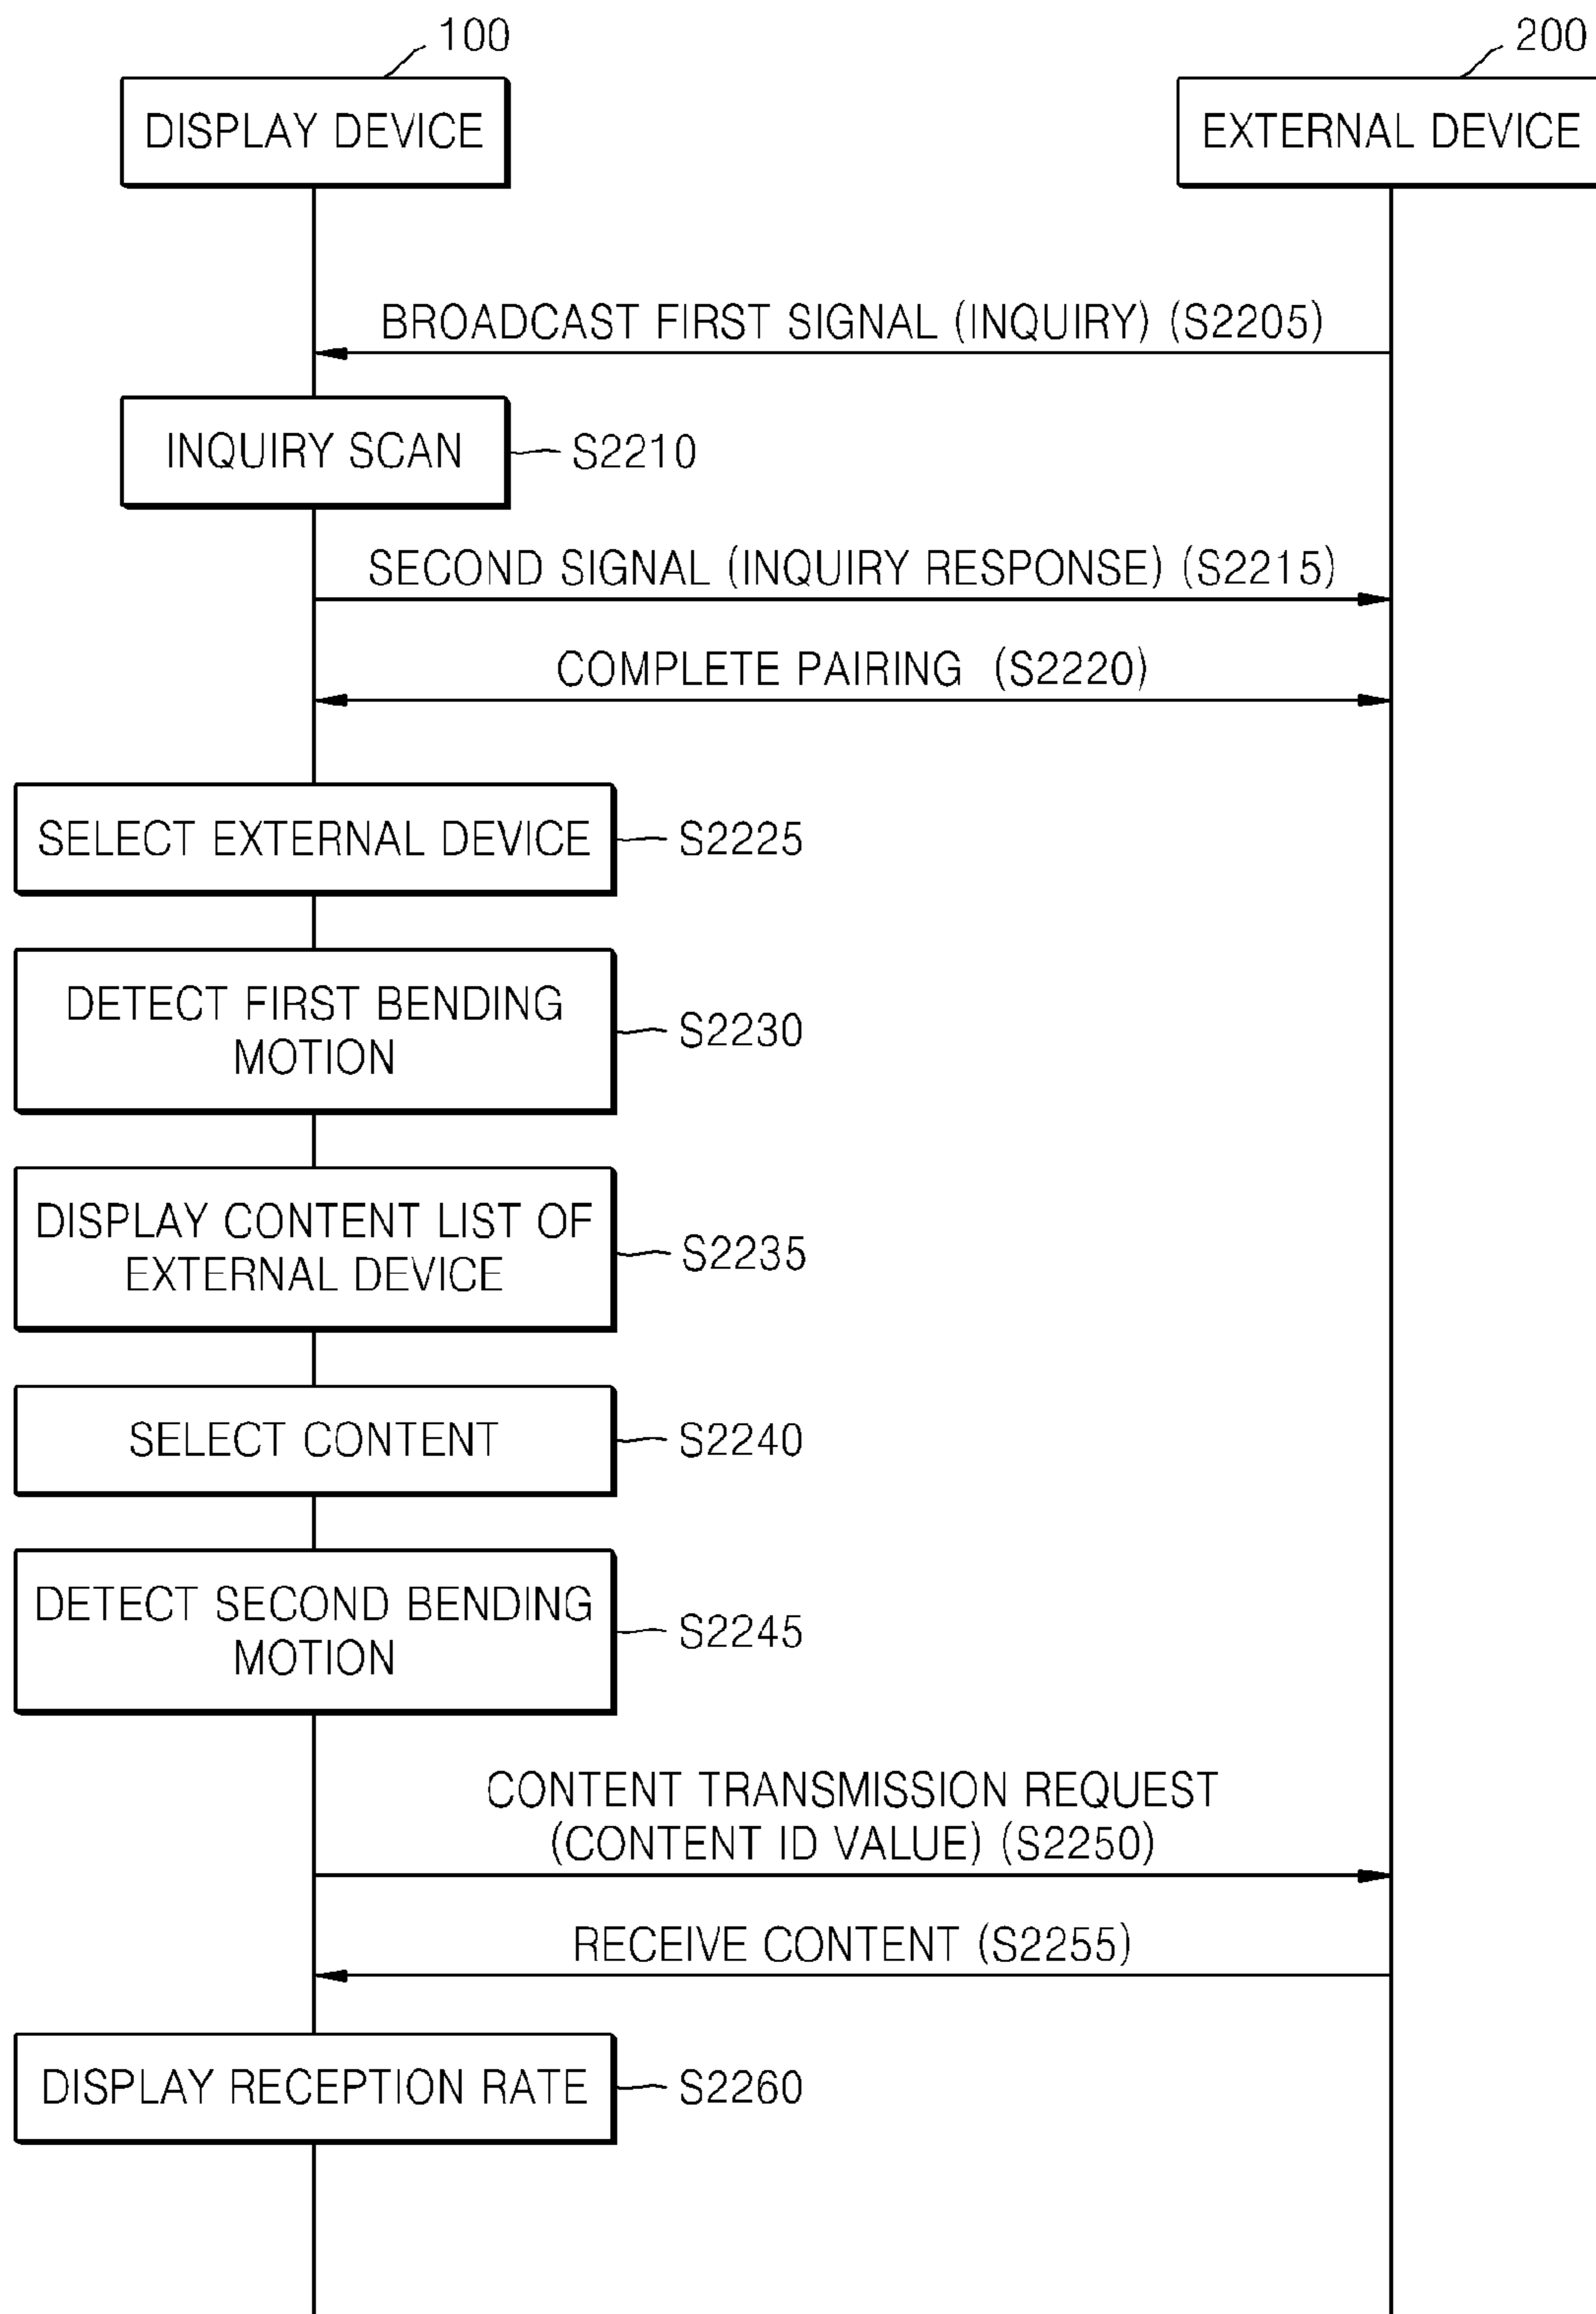 100
200
DISPLAY DEVICE
EXTERNAL DEVICE
BROADCAST FIRST SIGNAL (INQUIRY) (S2205)
INQUIRY SCAN
S2210
SECOND SIGNAL (INQUIRY RESPONSE) (S2215)
COMPLETE PAIRING (S2220)
SELECT EXTERNAL DEVICE
S2225
DETECT FIRST BENDING
MOTION
S2230
DISPLAY CONTENT LIST OF
EXTERNAL DEVICE
S2235
SELECT CONTENT
S2240
DETECT SECOND BENDING
MOTION
S2245
CONTENT TRANSMISSION REQUEST
(CONTENT ID VALUE) (S2250)
RECEIVE CONTENT (S2255)
DISPLAY RECEPTION RATE
S2260